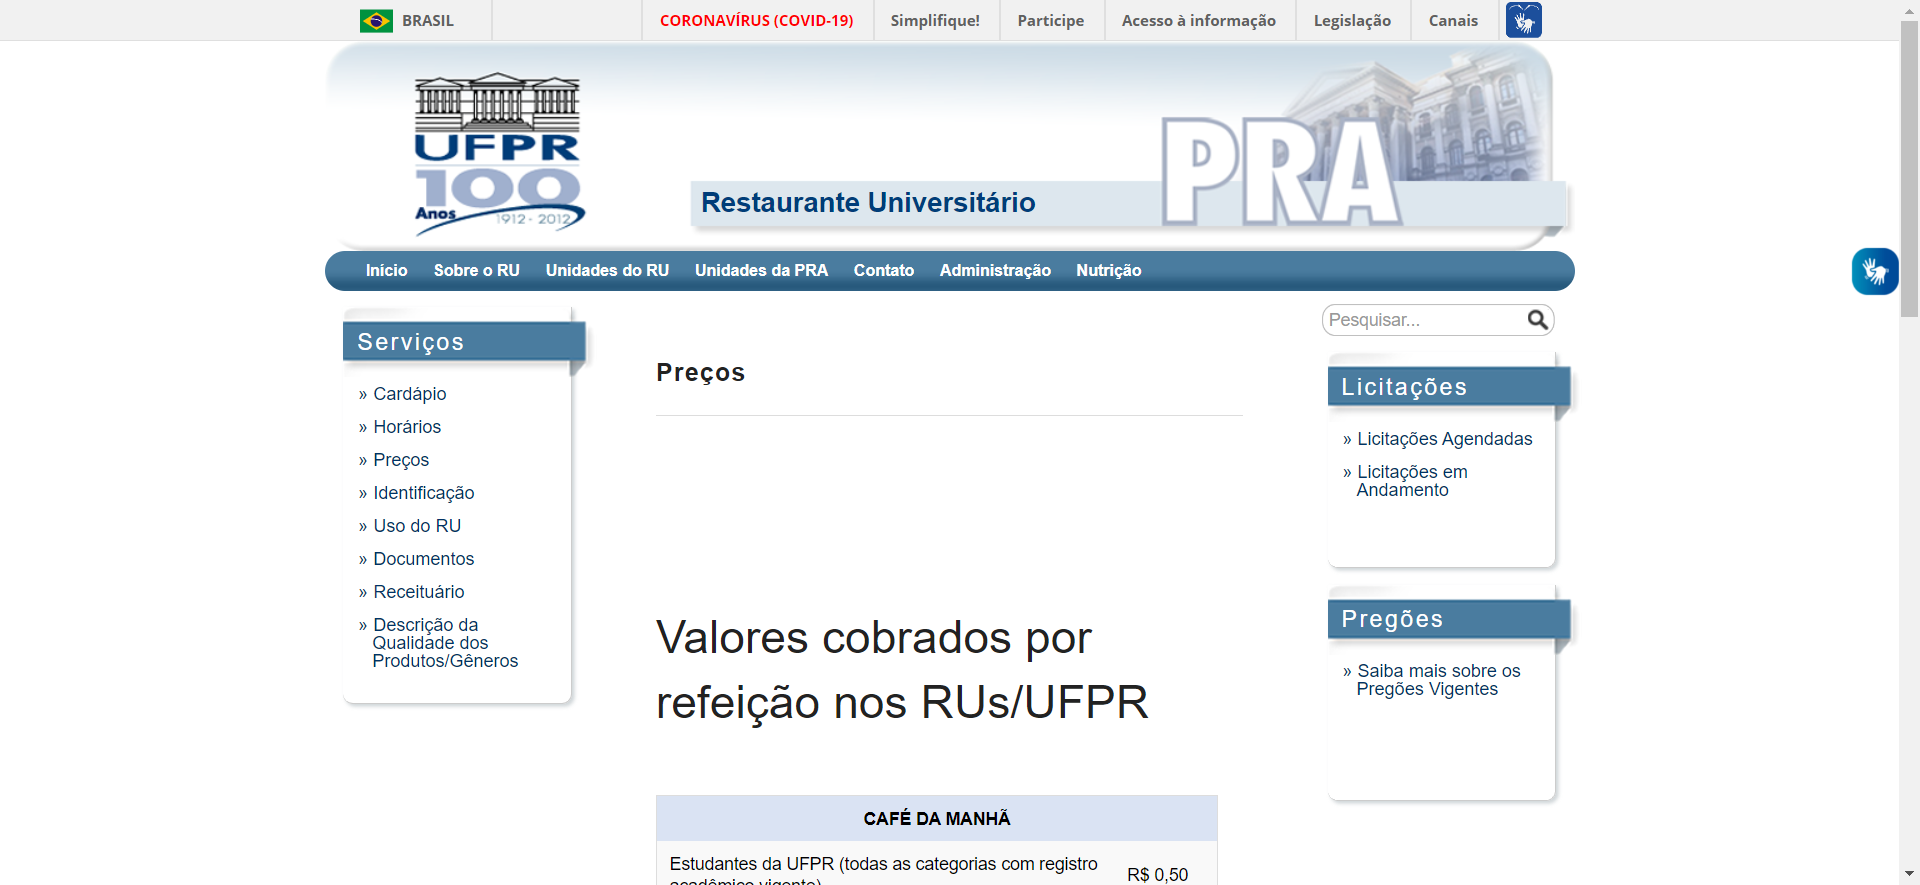 BRASIL
CORONAVÍRUS (COVID-19)
Simplifique!
Participe
Acesso à informação
Legislação
Canais
UFPR
100
Anos
1912 - 2012
PRA
Restaurante Universitário
Início
Sobre o RU
Unidades do RU
Unidades da PRA
Contato
Administração
Nutrição
Serviços
» Cardápio
» Horários
» Preços
» Identificação
» Uso do RU
» Documentos
» Receituário
» Descrição da
Qualidade dos
Produtos/Gêneros
Preços
Valores cobrados por
refeição nos RUs/UFPR
CAFÉ DA MANHÃ
Estudantes da UFPR (todas as categorias com registro
acadêmico vigente)
R$ 0,50
Pesquisar...
Licitações
» Licitações Agendadas
» Licitações em
Andamento
Pregões
» Saiba mais sobre os
Pregões Vigentes